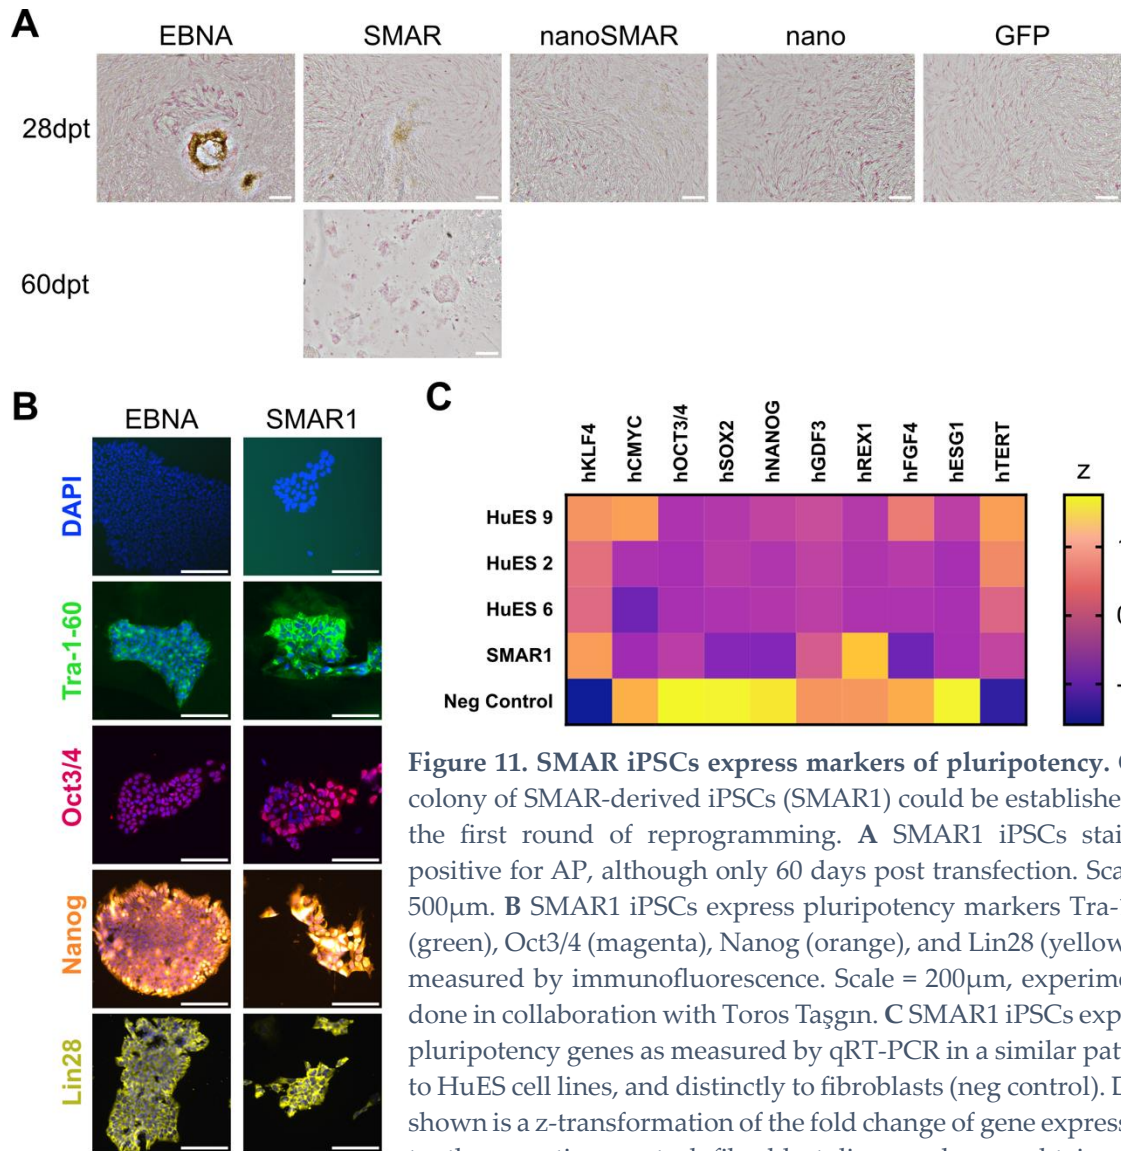 A
EBNA
SMAR
nanoSMAR
nano
GFP
28dpt
60dpt
B
EBNA
SMAR1
DAPI
Tra-1-60
Oct3/4
Nanog
Lin28
C
hKLF4
hCMYC
hOCT3/4
hSOX2
hNANOG
hGDF3
hREX1
hFGF4
hESG1
hTERT
z
HuES 9
HuES 2
HuES 6
SMAR1
Neg Control
Figure 11. SMAR iPSCs express markers of pluripotency.
colony of SMAR-derived iPSCs (SMAR1) could be establishe
the first round of reprogramming. A SMAR1 iPSCs stai
positive for AP, although only 60 days post transfection. Sca
500µm. B SMAR1 iPSCs express pluripotency markers Tra-
(green), Oct3/4 (magenta), Nanog (orange), and Lin28 (yellow
measured by immunofluorescence. Scale = 200µm, experime
done in collaboration with Toros Taşgın. C SMAR1 iPSCs exp
pluripotency genes as measured by qRT-PCR in a similar pat
to HuES cell lines, and distinctly to fibroblasts (neg control). D
shown is a z-transformation of the fold change of gene express